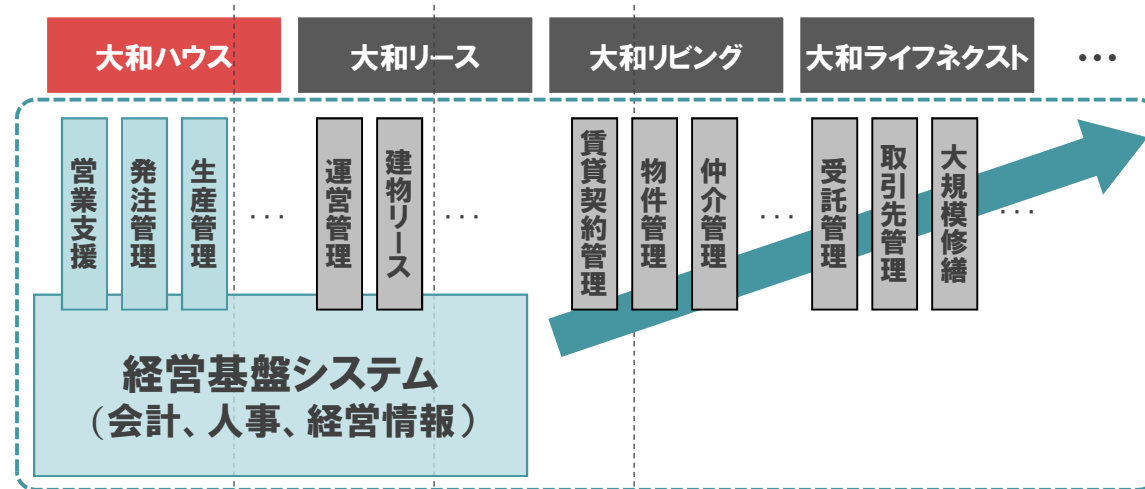 大和ハウス
大和リース
大和リビング
大和ライフネクスト
・・・
営業支援
発注管理
生産管理
・・・
運営管理
建物リース
・・・
賃貸契約管理
物件管理
仲介管理
・・・
受託管理
取引先管理
大規模修繕
・・・
経営基盤システム
（会計、人事、経営情報）